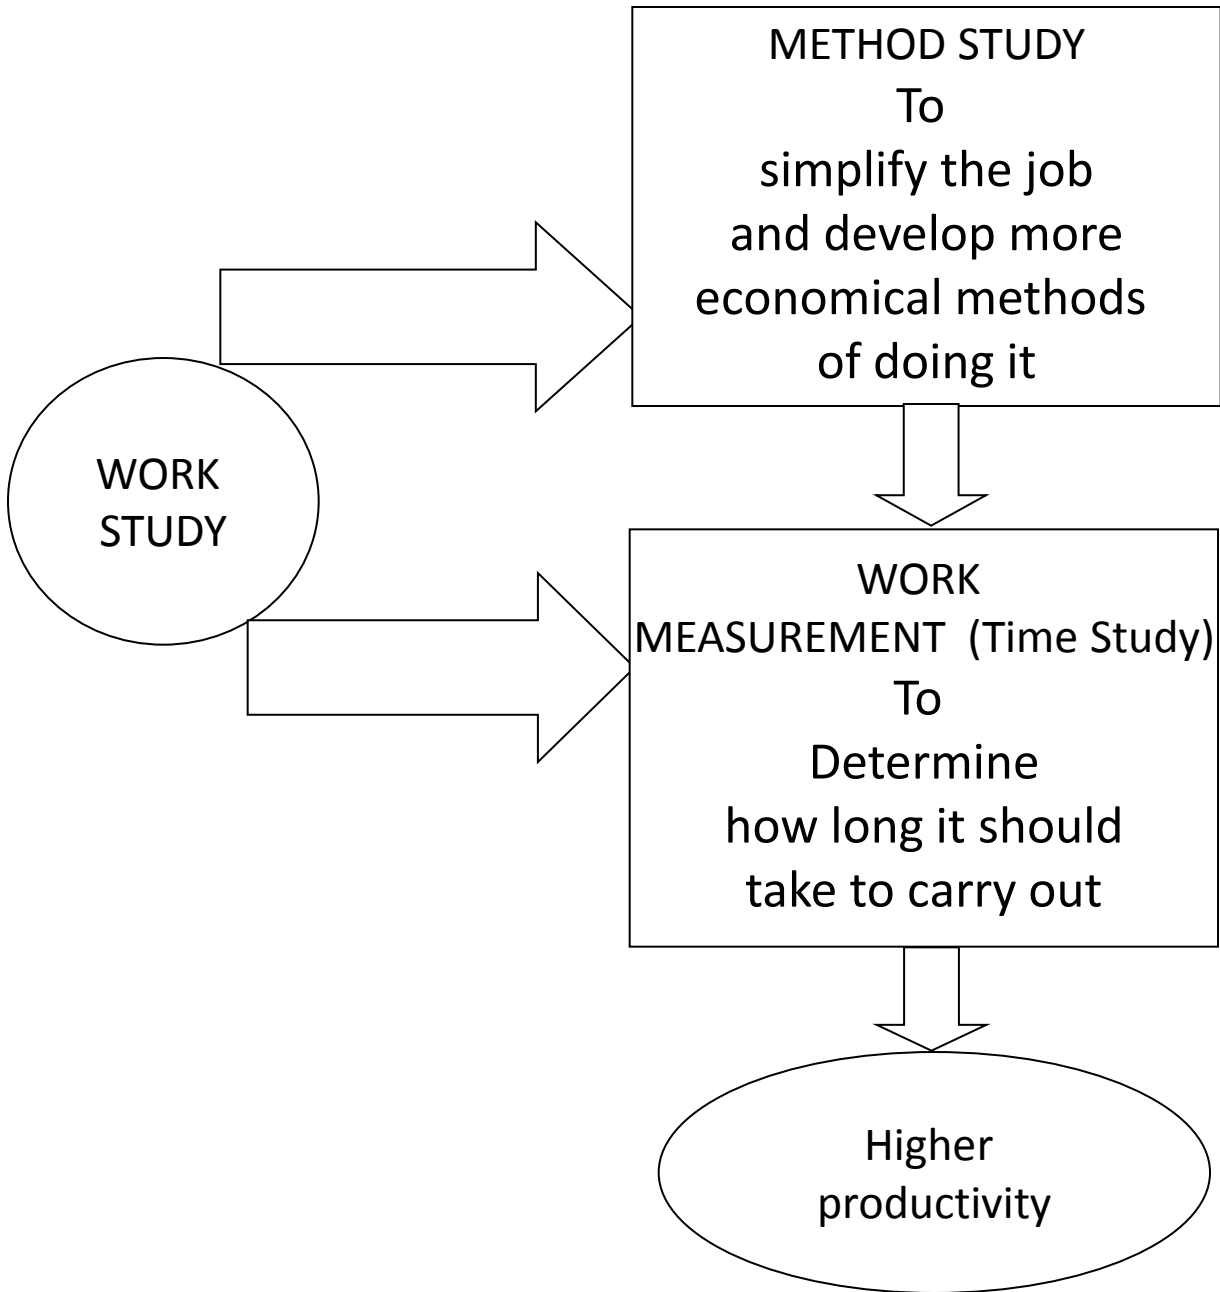 METHOD STUDY
To
simplify the job
and develop more
economical methods
of doing it
WORK
STUDY
WORK
MEASUREMENT (Time Study)
To
Determine
how long it should
take to carry out
Higher
productivity